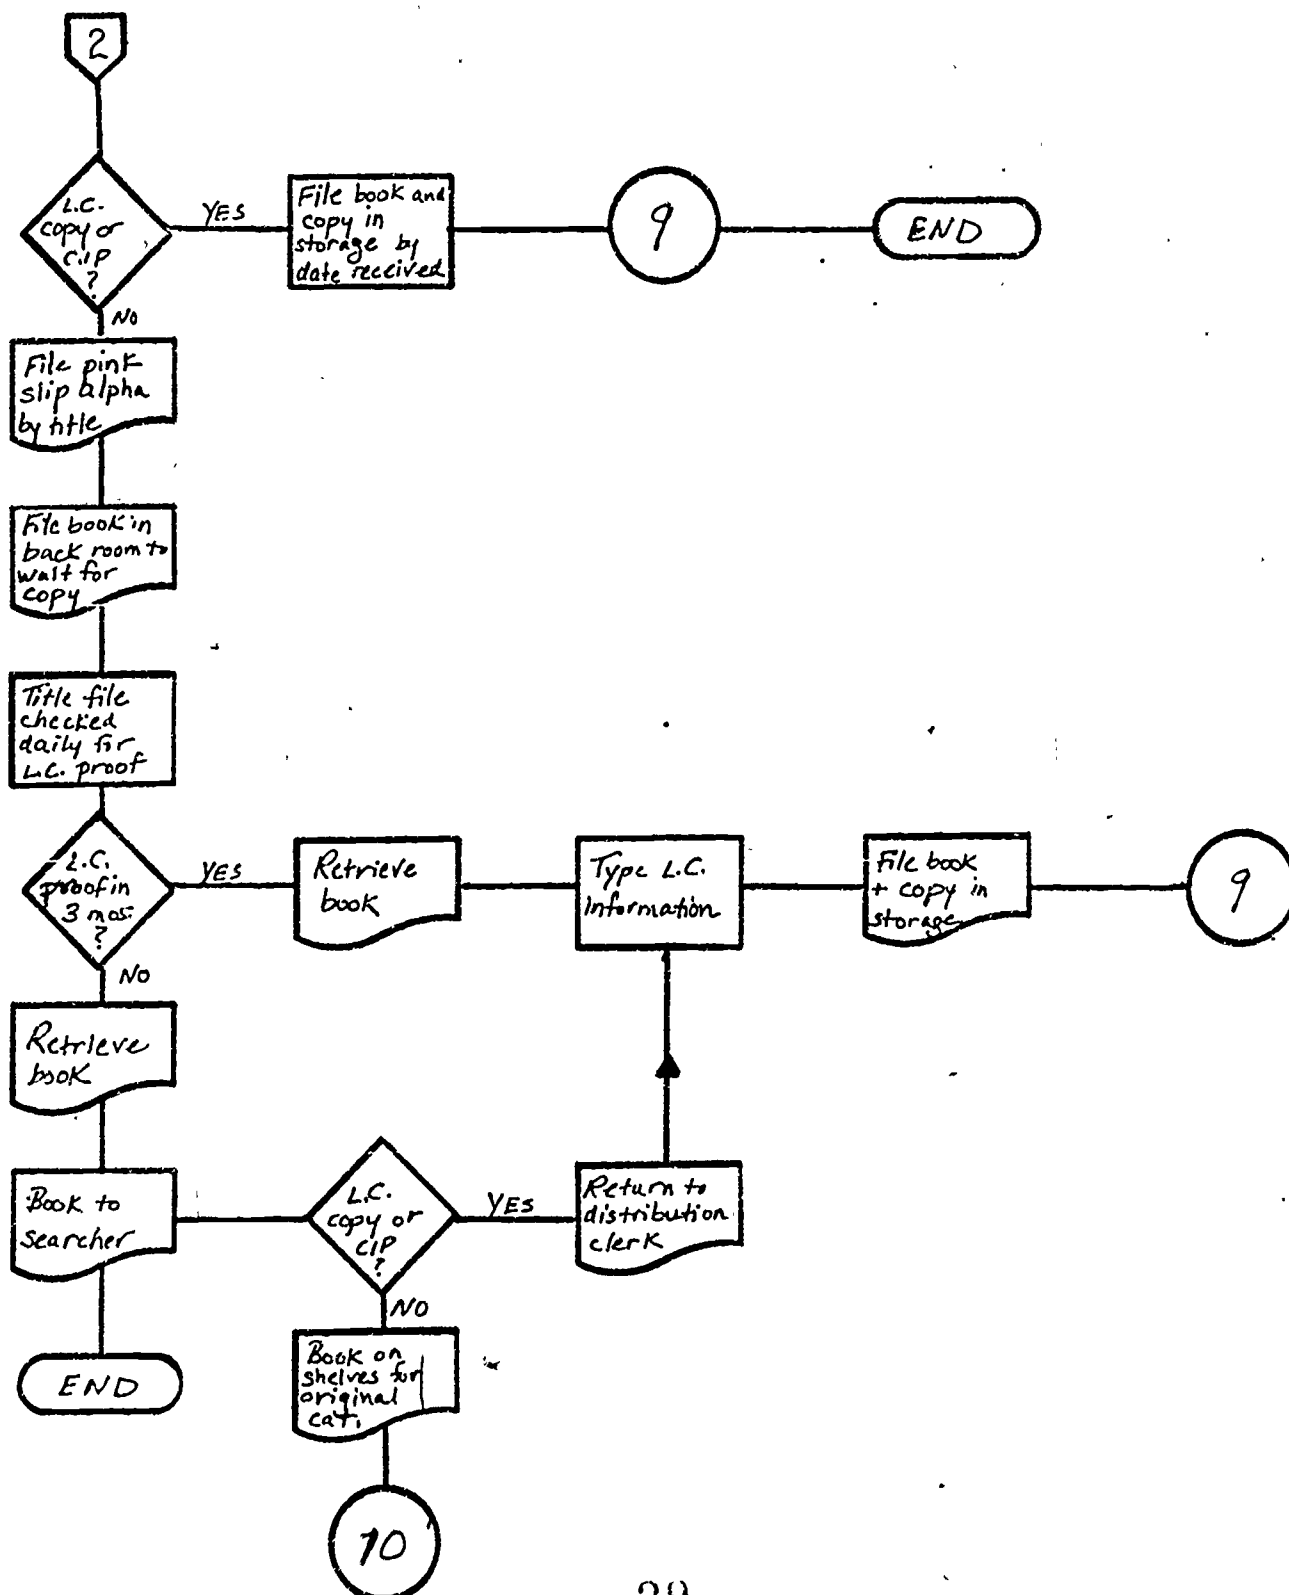 2
L.C.
copy or
CIP
?
YES
File book and
copy in
storage by
date received
9
END
NO
File pink
slip alpha
by title
File book in
back room to
wait for
copy
Title file
checked
daily for
L.C. proof
L.C.
proof in
3 mos.
?
YES
Retrieve
book
Type L.C.
Information
File book
+ copy in
storage
9
NO
Retrieve
book
Book to
searcher
L.C.
copy or
CIP
?
YES
Return to
distribution
clerk
NO
END
Book on
shelves for
original
cat.
10